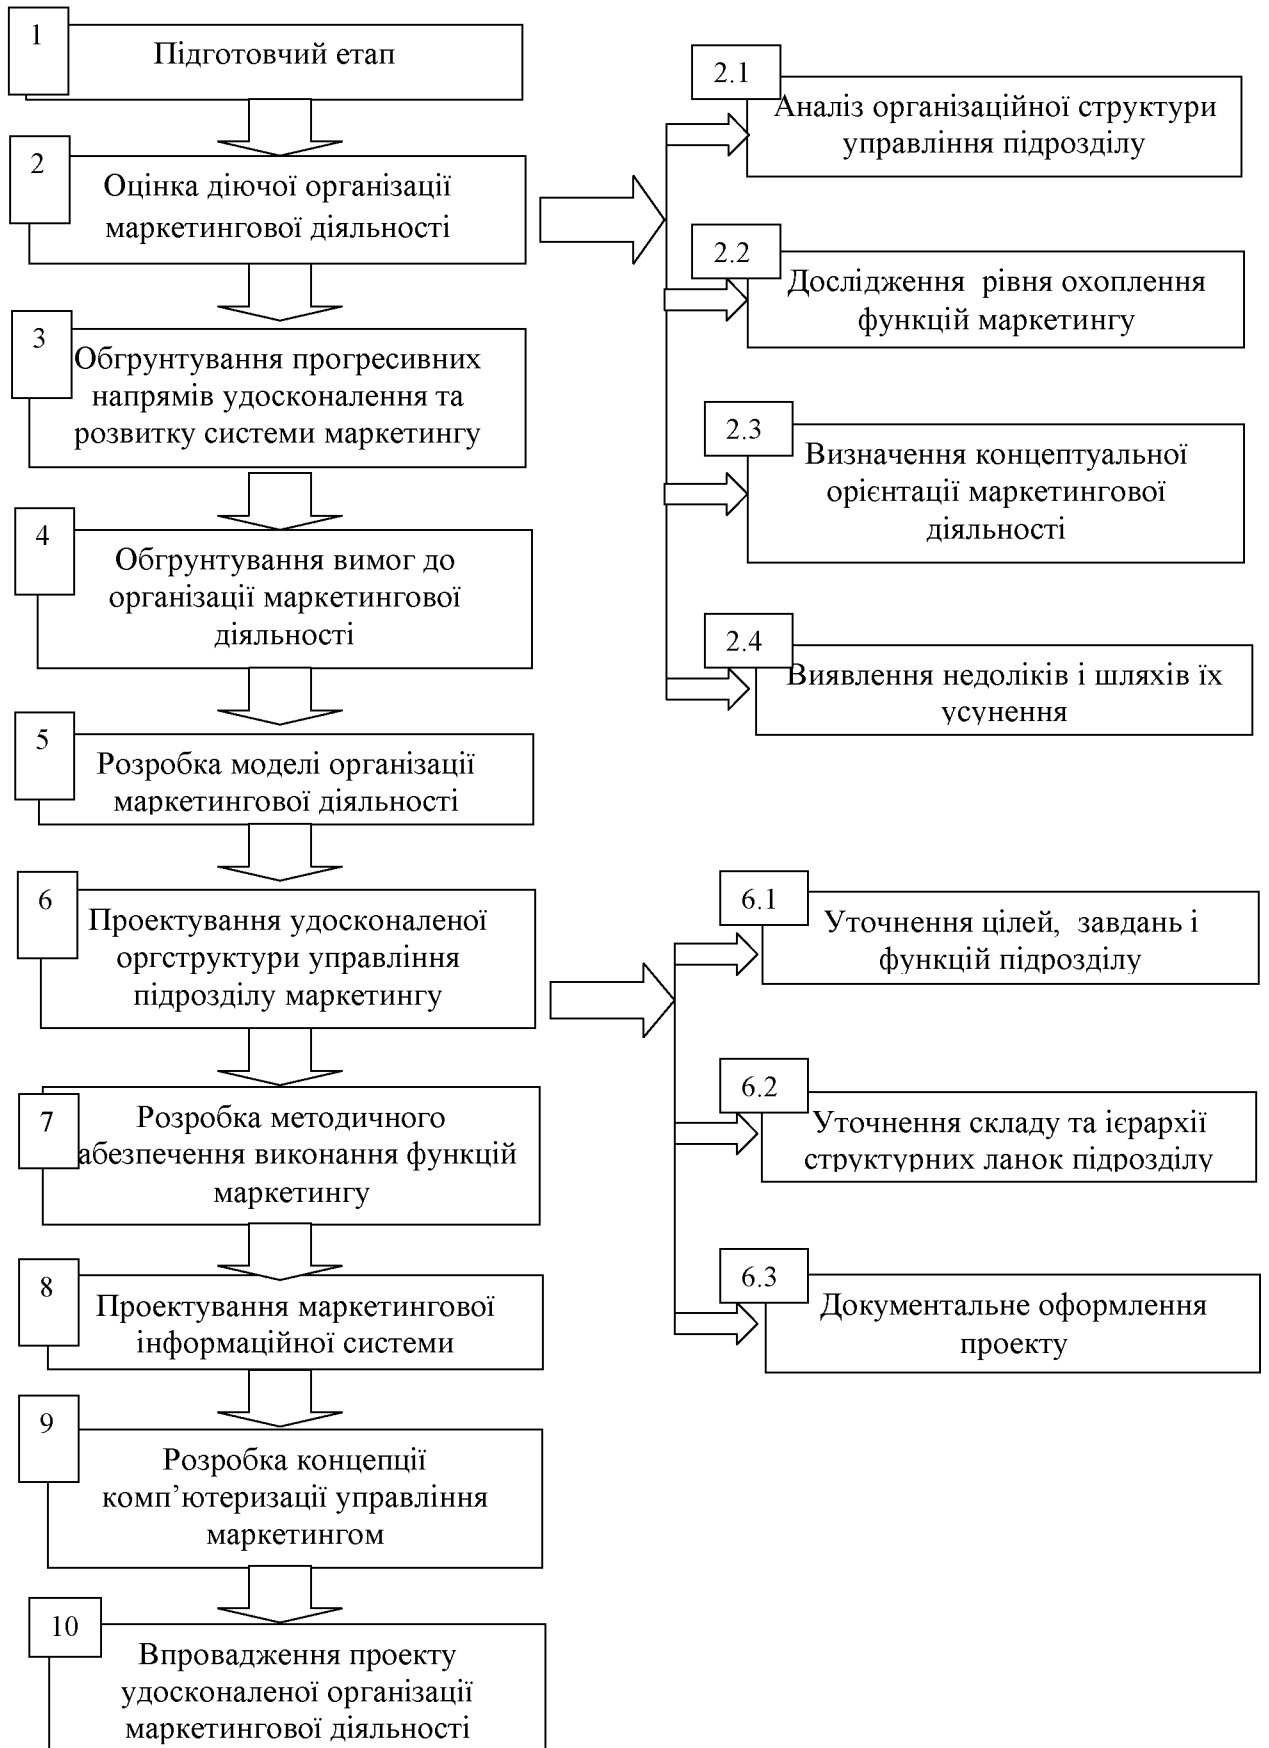 1
Підготовчий етап
2
Оцінка діючої організації
маркетингової діяльності
2.1
Аналіз організаційної структури
управління підрозділу
2.2
Дослідження рівня охоплення
функцій маркетингу
2.3
Визначення концептуальної
орієнтації маркетингової
діяльності
2.4
Виявлення недоліків і шляхів їх
усунення
3
Обгрунтування прогресивних
напрямів удосконалення та
розвитку системи маркетингу
4
Обгрунтування вимог до
організації маркетингової
діяльності
5
Розробка моделі організації
маркетингової діяльності
6
Проектування удосконаленої
оргструктури управління
підрозділу маркетингу
6.1
Уточнення цілей, завдань і
функцій підрозділу
6.2
Уточнення складу та ієрархії
структурних ланок підрозділу
6.3
Документальне оформлення
проекту
7
Розробка методичного
абезпечення виконання функцій
маркетингу
8
Проектування маркетингової
інформаційної системи
9
Розробка концепції
комп’ютеризації управління
маркетингом
10
Впровадження проекту
удосконаленої організації
маркетингової діяльності